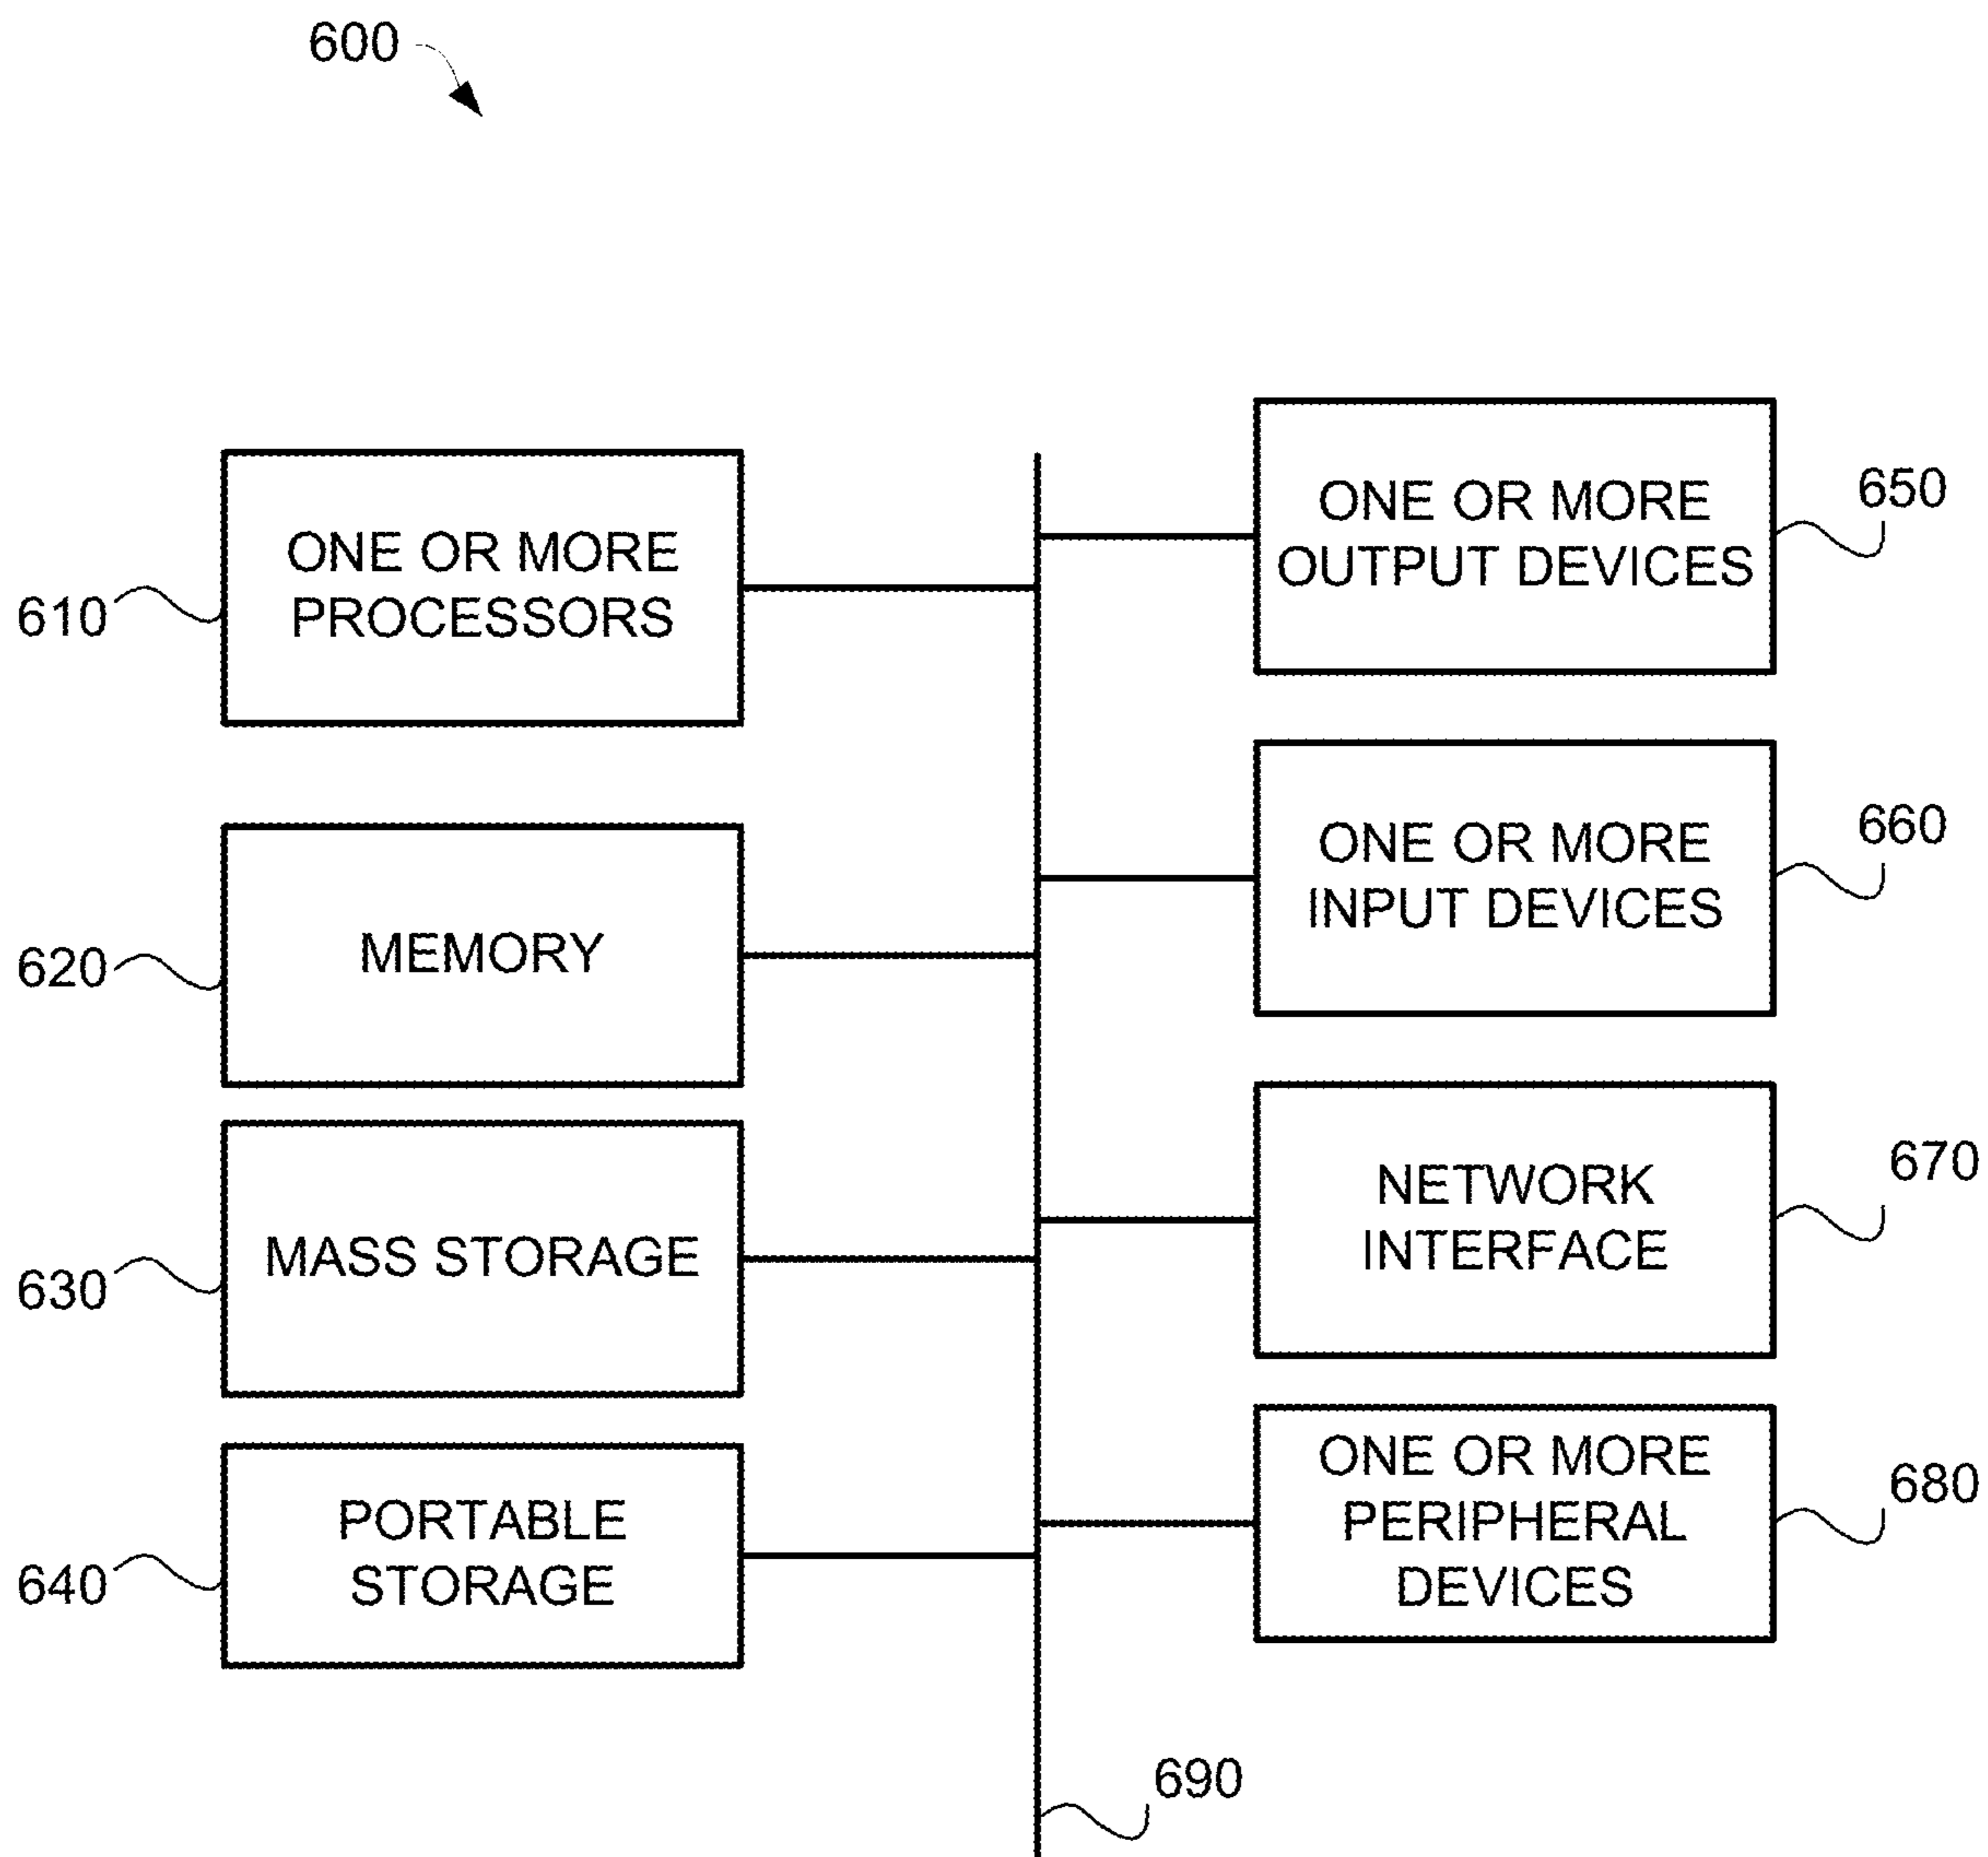 600
ONE OR MORE
PROCESSORS
610
MEMORY
620
MASS STORAGE
630
PORTABLE
STORAGE
640
ONE OR MORE
OUTPUT DEVICES
650
ONE OR MORE
INPUT DEVICES
660
NETWORK
INTERFACE
670
ONE OR MORE
PERIPHERAL
DEVICES
680
690